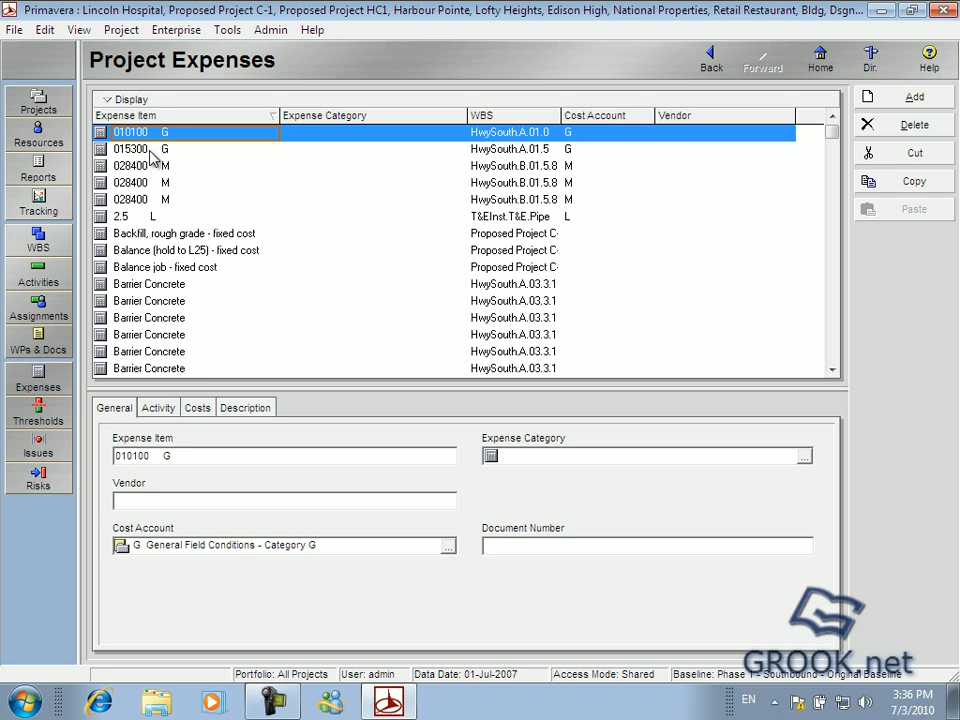 Primavera : Lincoln Hospital, Proposed Project C-1, Proposed Project HC1, Harbour Pointe, Lofty Heights, Edison High, National Properties, Retail Restaurant, Bldg, Dsgn...
File Edit View Project Enterprise Tools Admin Help
Project Expenses
Back Forward Home Dir. Help
Projects
Resources
Reports
Tracking
WBS
Activities
Assignments
WPs & Docs
Expenses
Thresholds
Issues
Risks
Display
Expense Item Expense Category WBS Cost Account Vendor
010100 G HwySouth.A.01.0 G
015300 G HwySouth.A.01.5 G
028400 M HwySouth.B.01.5.8 M
028400 M HwySouth.B.01.5.8 M
028400 M HwySouth.B.01.5.8 M
2.5 L T&EInst.T&E.Pipe L
Backfill, rough grade - fixed cost Proposed Project C-
Balance (hold to L25) - fixed cost Proposed Project C-
Balance job - fixed cost Proposed Project C-
Barrier Concrete HwySouth.A.03.3.1
Barrier Concrete HwySouth.A.03.3.1
Barrier Concrete HwySouth.A.03.3.1
Barrier Concrete HwySouth.A.03.3.1
Barrier Concrete HwySouth.A.03.3.1
Barrier Concrete HwySouth.A.03.3.1
Add
Delete
Cut
Copy
Paste
General Activity Costs Description
Expense Item Expense Category
010100 G
...
Vendor
Cost Account Document Number
G General Field Conditions - Category G ...
GROOK.net
Portfolio: All Projects User: admin Data Date: 01-Jul-2007 Access Mode: Shared Baseline: Phase 1 - Southbound - Original Baseline
EN 3:36 PM
7/3/2010